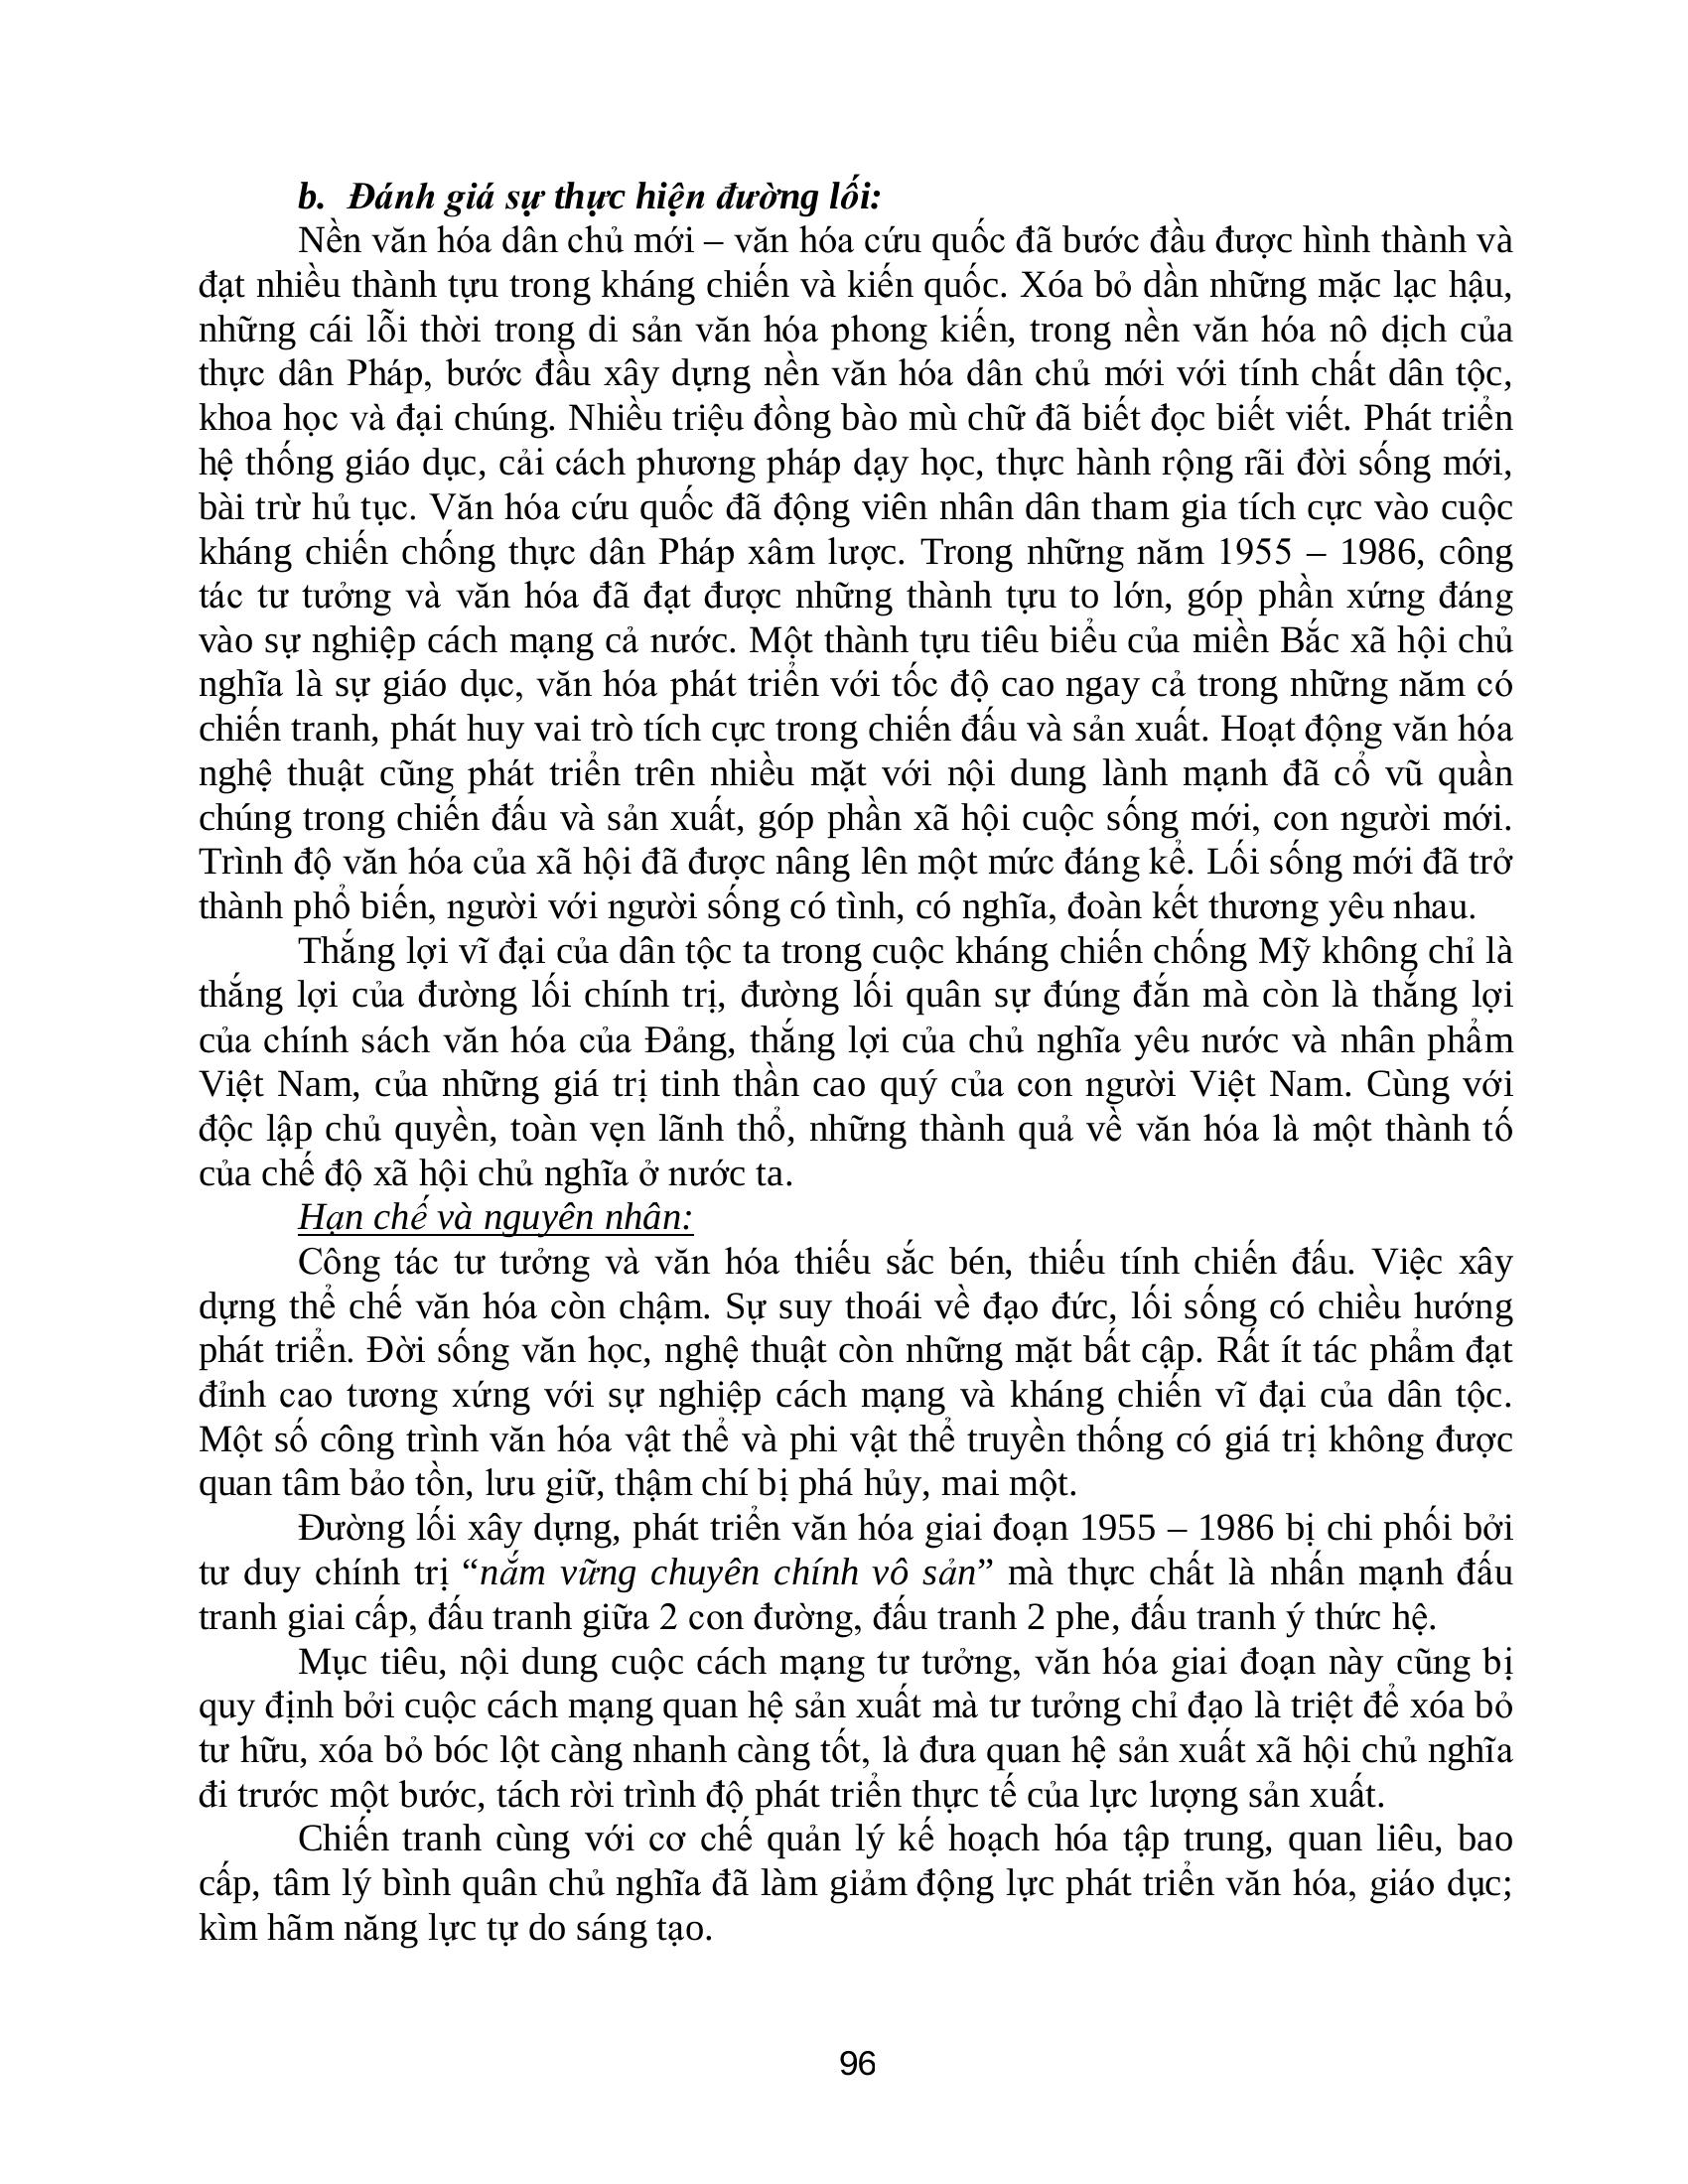 b. Đánh giá sự thực hiện đường lối:
Nền văn hóa dân chủ mới – văn hóa cứu quốc đã bước đầu được hình thành và
đạt nhiều thành tựu trong kháng chiến và kiến quốc. Xóa bỏ dần những mặc lạc hậu,
những cái lỗi thời trong di sản văn hóa phong kiến, trong nền văn hóa nô dịch của
thực dân Pháp, bước đầu xây dựng nền văn hóa dân chủ mới với tính chất dân tộc,
khoa học và đại chúng. Nhiều triệu đồng bào mù chữ đã biết đọc biết viết. Phát triển
hệ thống giáo dục, cải cách phương pháp dạy học, thực hành rộng rãi đời sống mới,
bài trừ hủ tục. Văn hóa cứu quốc đã động viên nhân dân tham gia tích cực vào cuộc
kháng chiến chống thực dân Pháp xâm lược. Trong những năm 1955 – 1986, công
tác tư tưởng và văn hóa đã đạt được những thành tựu to lớn, góp phần xứng đáng
vào sự nghiệp cách mạng cả nước. Một thành tựu tiêu biểu của miền Bắc xã hội chủ
nghĩa là sự giáo dục, văn hóa phát triển với tốc độ cao ngay cả trong những năm có
chiến tranh, phát huy vai trò tích cực trong chiến đấu và sản xuất. Hoạt động văn hóa
nghệ thuật cũng phát triển trên nhiều mặt với nội dung lành mạnh đã cổ vũ quần
chúng trong chiến đấu và sản xuất, góp phần xã hội cuộc sống mới, con người mới.
Trình độ văn hóa của xã hội đã được nâng lên một mức đáng kể. Lối sống mới đã trở
thành phổ biến, người với người sống có tình, có nghĩa, đoàn kết thương yêu nhau.
Thắng lợi vĩ đại của dân tộc ta trong cuộc kháng chiến chống Mỹ không chỉ là
thắng lợi của đường lối chính trị, đường lối quân sự đúng đắn mà còn là thắng lợi
của chính sách văn hóa của Đảng, thắng lợi của chủ nghĩa yêu nước và nhân phẩm
Việt Nam, của những giá trị tinh thần cao quý của con người Việt Nam. Cùng với
độc lập chủ quyền, toàn vẹn lãnh thổ, những thành quả về văn hóa là một thành tố
của chế độ xã hội chủ nghĩa ở nước ta.
Hạn chế và nguyên nhân:
Công tác tư tưởng và văn hóa thiếu sắc bén, thiếu tính chiến đấu. Việc xây
dựng thể chế văn hóa còn chậm. Sự suy thoái về đạo đức, lối sống có chiều hướng
phát triển. Đời sống văn học, nghệ thuật còn những mặt bất cập. Rất ít tác phẩm đạt
đỉnh cao tương xứng với sự nghiệp cách mạng và kháng chiến vĩ đại của dân tộc.
Một số công trình văn hóa vật thể và phi vật thể truyền thống có giá trị không được
quan tâm bảo tồn, lưu giữ, thậm chí bị phá hủy, mai một.
Đường lối xây dựng, phát triển văn hóa giai đoạn 1955 – 1986 bị chi phối bởi
tư duy chính trị “nắm vững chuyên chính vô sản” mà thực chất là nhấn mạnh đấu
tranh giai cấp, đấu tranh giữa 2 con đường, đấu tranh 2 phe, đấu tranh ý thức hệ.
Mục tiêu, nội dung cuộc cách mạng tư tưởng, văn hóa giai đoạn này cũng bị
quy định bởi cuộc cách mạng quan hệ sản xuất mà tư tưởng chỉ đạo là triệt để xóa bỏ
tư hữu, xóa bỏ bóc lột càng nhanh càng tốt, là đưa quan hệ sản xuất xã hội chủ nghĩa
đi trước một bước, tách rời trình độ phát triển thực tế của lực lượng sản xuất.
Chiến tranh cùng với cơ chế quản lý kế hoạch hóa tập trung, quan liêu, bao
cấp, tâm lý bình quân chủ nghĩa đã làm giảm động lực phát triển văn hóa, giáo dục;
kìm hãm năng lực tự do sáng tạo.
96